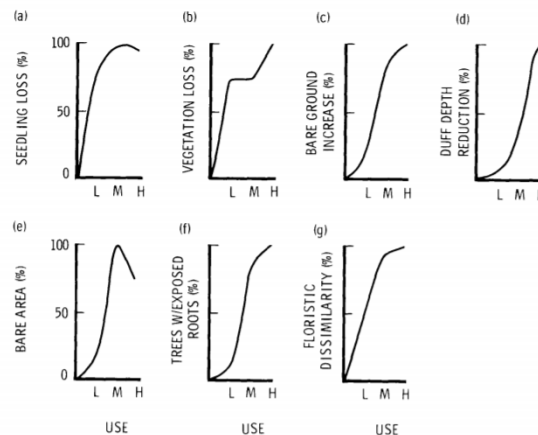 (a)
SEEDLING LOSS (%)
100
50
0
L M H
(b)
VEGETATION LOSS (%)
L M H
(c)
BARE GROUND
INCREASE (%)
L M H
(d)
DUFF DEPTH
REDUCTION (%)
L M
(e)
BARE AREA (%)
100
50
0
L M H
USE
(f)
TREES W/EXPOSED
ROOTS (%)
L M H
USE
(g)
FLORISTIC
DISSIMILARITY (%)
L M H
USE